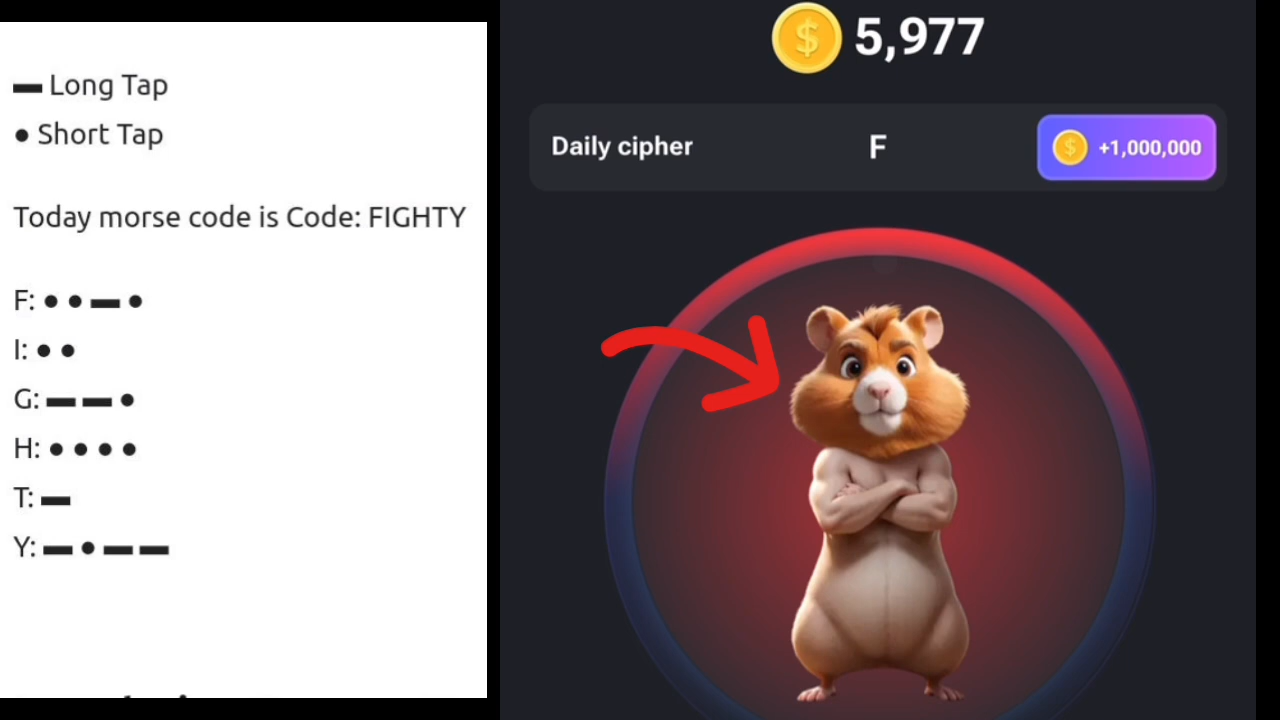 ▬ Long Tap
● Short Tap
Today morse code is Code: FIGHTY
F: ● ● ▬ ●
I: ● ●
G: ▬ ▬ ●
H: ● ● ● ●
T: ▬
Y: ▬ ● ▬ ▬
$ 5,977
Daily cipher F $ +1,000,000